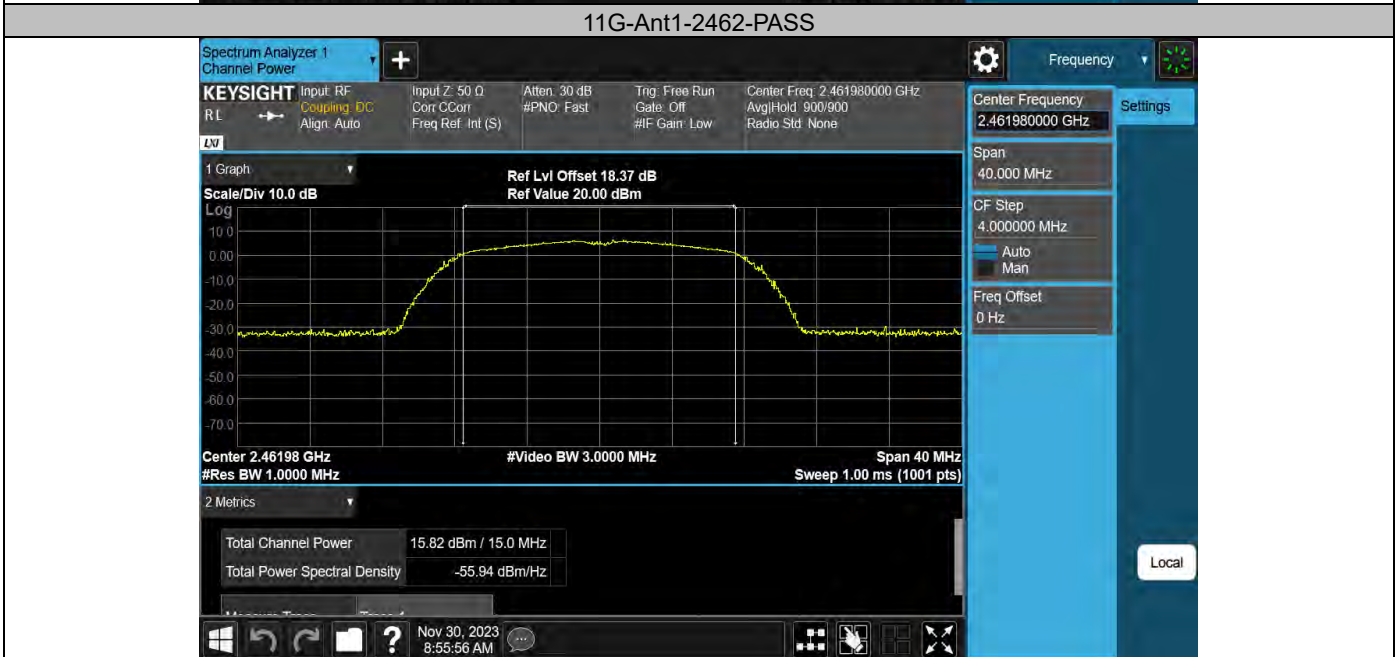 11G-Ant1-2462-PASS
Spectrum Analyzer 1
Channel Power
Frequency
KEYSIGHT
RL
LXI
Input: RF
Coupling: DC
Align: Auto
Input Z: 50 Ω
Corr CCorr
Freq Ref: Int (S)
Atten: 30 dB
#PNO: Fast
Trig: Free Run
Gate: Off
#IF Gain: Low
Center Freq: 2.461980000 GHz
Avg|Hold: 900/900
Radio Std: None
Center Frequency
2.461980000 GHz
Settings
Span
40.000 MHz
CF Step
4.000000 MHz
Auto
Man
Freq Offset
0 Hz
1 Graph
Scale/Div 10.0 dB
Ref Lvl Offset 18.37 dB
Ref Value 20.00 dBm
Log
10.0
0.00
-10.0
-20.0
-30.0
-40.0
-50.0
-60.0
-70.0
Center 2.46198 GHz
#Video BW 3.0000 MHz
Span 40 MHz
#Res BW 1.0000 MHz
Sweep 1.00 ms (1001 pts)
2 Metrics
Total Channel Power
15.82 dBm / 15.0 MHz
Total Power Spectral Density
-55.94 dBm/Hz
Local
?
Nov 30, 2023
8:55:56 AM